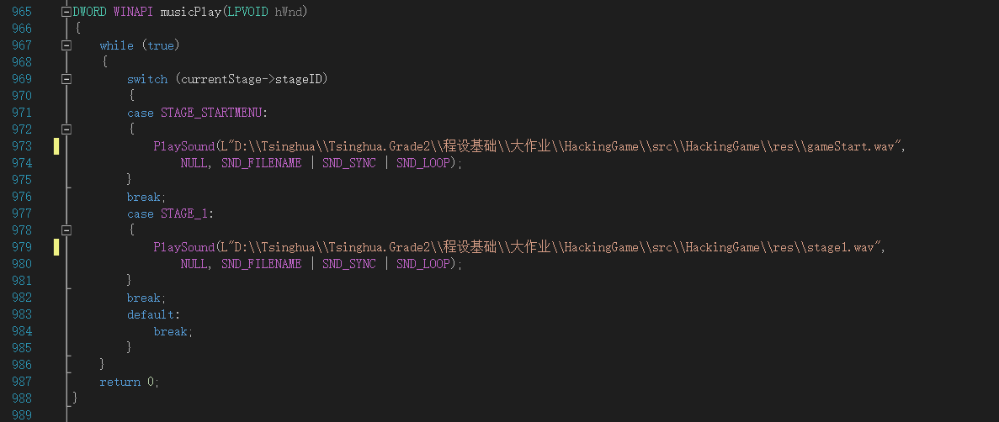 965 DWORD WINAPI musicPlay(LPVOID hWnd)
966 {
967 while (true)
968 {
969 switch (currentStage->stageID)
970 {
971 case STAGE_STARTMENU:
972 {
973 PlaySound(L"D:\\Tsinghua\\Tsinghua.Grade2\\程设基础\\大作业\\HackingGame\\src\\HackingGame\\res\\gameStart.wav",
974 NULL, SND_FILENAME | SND_SYNC | SND_LOOP);
975 }
976 break;
977 case STAGE_1:
978 {
979 PlaySound(L"D:\\Tsinghua\\Tsinghua.Grade2\\程设基础\\大作业\\HackingGame\\src\\HackingGame\\res\\stage1.wav",
980 NULL, SND_FILENAME | SND_SYNC | SND_LOOP);
981 }
982 break;
983 default:
984 break;
985 }
986 }
987 return 0;
988 }
989